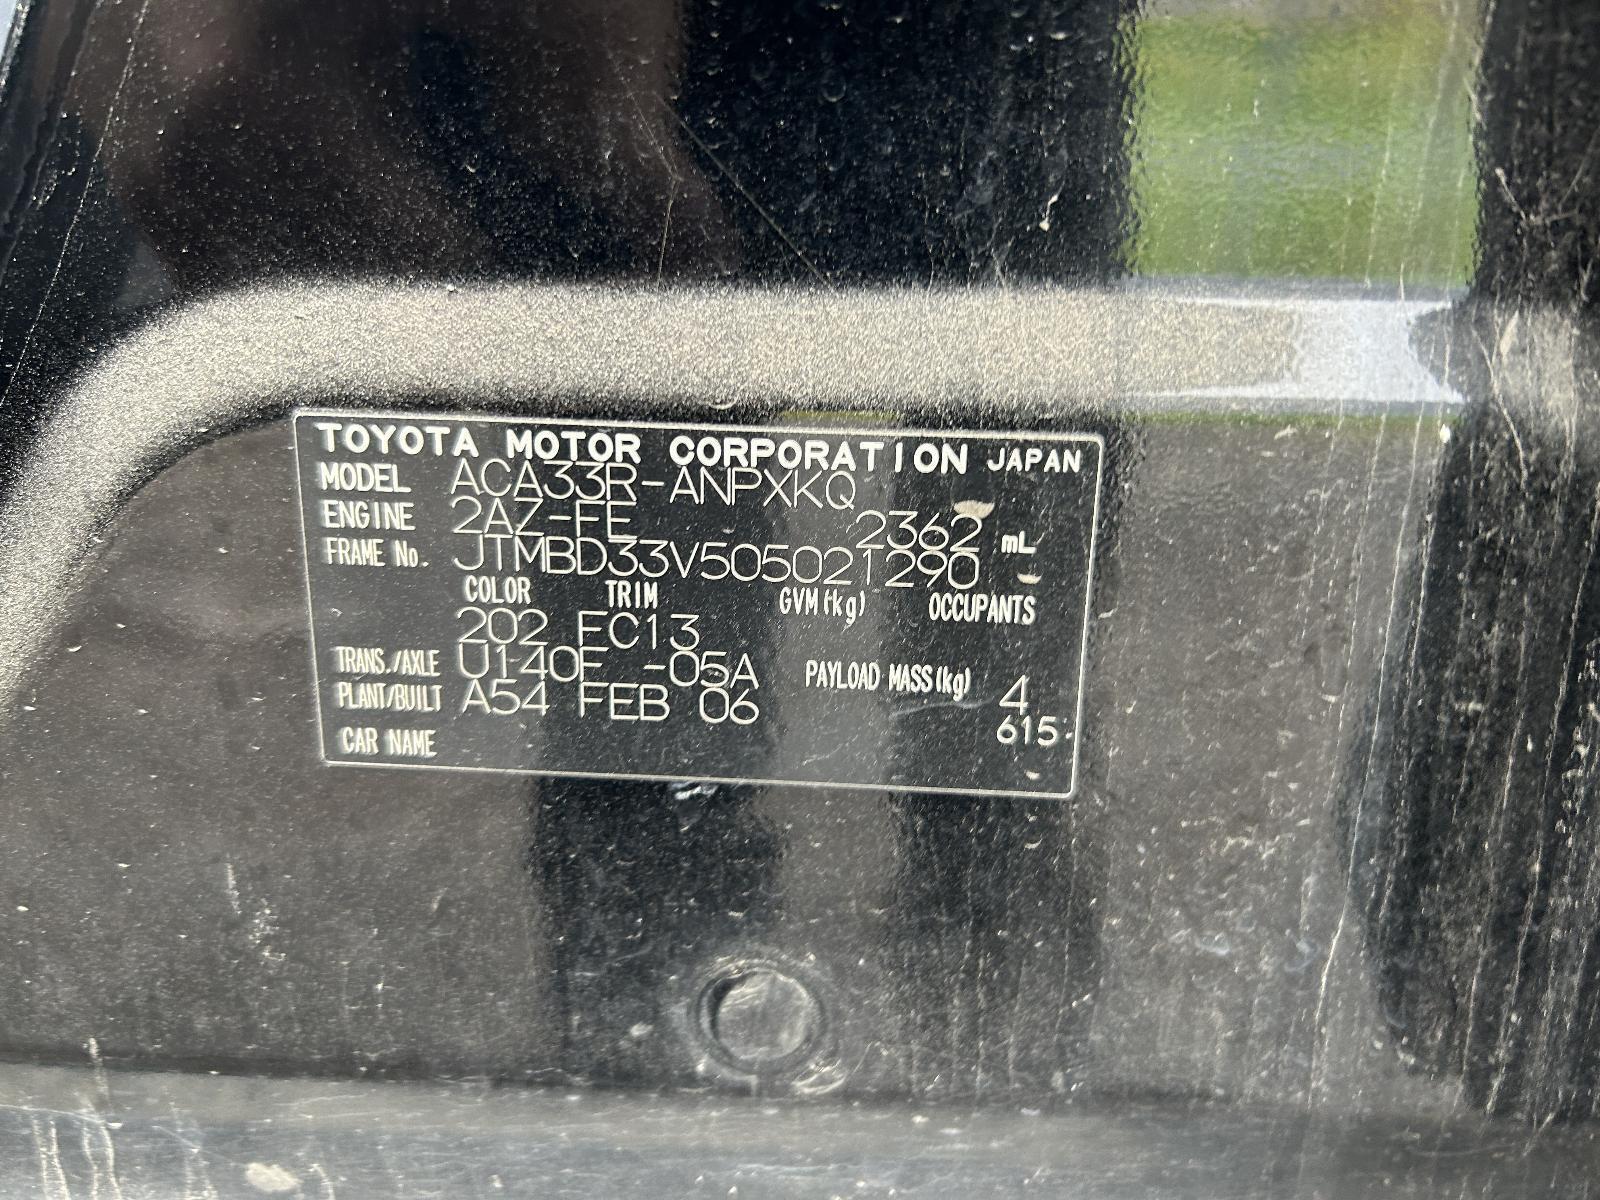 TOYOTA MOTOR CORPORATION JAPAN
MODEL ACA33R-ANPXKQ
ENGINE 2AZ-FE 2362 mL
FRAME No. JTMBD33V505021290
COLOR TRIM GVM(kg) OCCUPANTS
202 FC13
TRANS./AXLE U140F -05A PAYLOAD MASS(kg) 4
PLANT/BUILT A54 FEB 06 615
CAR NAME